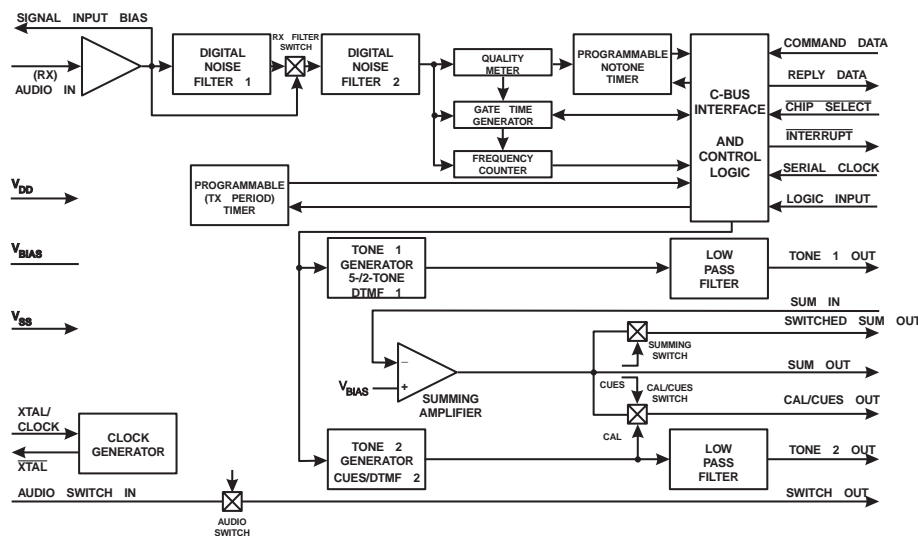 SIGNAL INPUT BIAS
(RX)
AUDIO IN
DIGITAL
NOISE
FILTER 1
RX FILTER
SWITCH
DIGITAL
NOISE
FILTER 2
QUALITY
METER
GATE TIME
GENERATOR
FREQUENCY
COUNTER
PROGRAMMABLE
NOTONE
TIMER
C-BUS
INTERFACE
AND
CONTROL
LOGIC
COMMAND DATA
REPLY DATA
CHIP SELECT
INTERRUPT
SERIAL CLOCK
LOGIC INPUT
VDD
PROGRAMMABLE
(TX PERIOD)
TIMER
VBIAS
TONE 1
GENERATOR
5-/2-TONE
DTMF 1
LOW
PASS
FILTER
TONE 1 OUT
VSS
SUM IN
SWITCHED SUM OUT
SUMMING
SWITCH
SUM OUT
–
+
VBIAS
SUMMING
AMPLIFIER
CUES
CAL/CUES
SWITCH
CAL/CUES OUT
CAL
XTAL/
CLOCK
XTAL
CLOCK
GENERATOR
TONE 2
GENERATOR
CUES/DTMF 2
LOW
PASS
FILTER
TONE 2 OUT
AUDIO SWITCH IN
AUDIO
SWITCH
SWITCH OUT